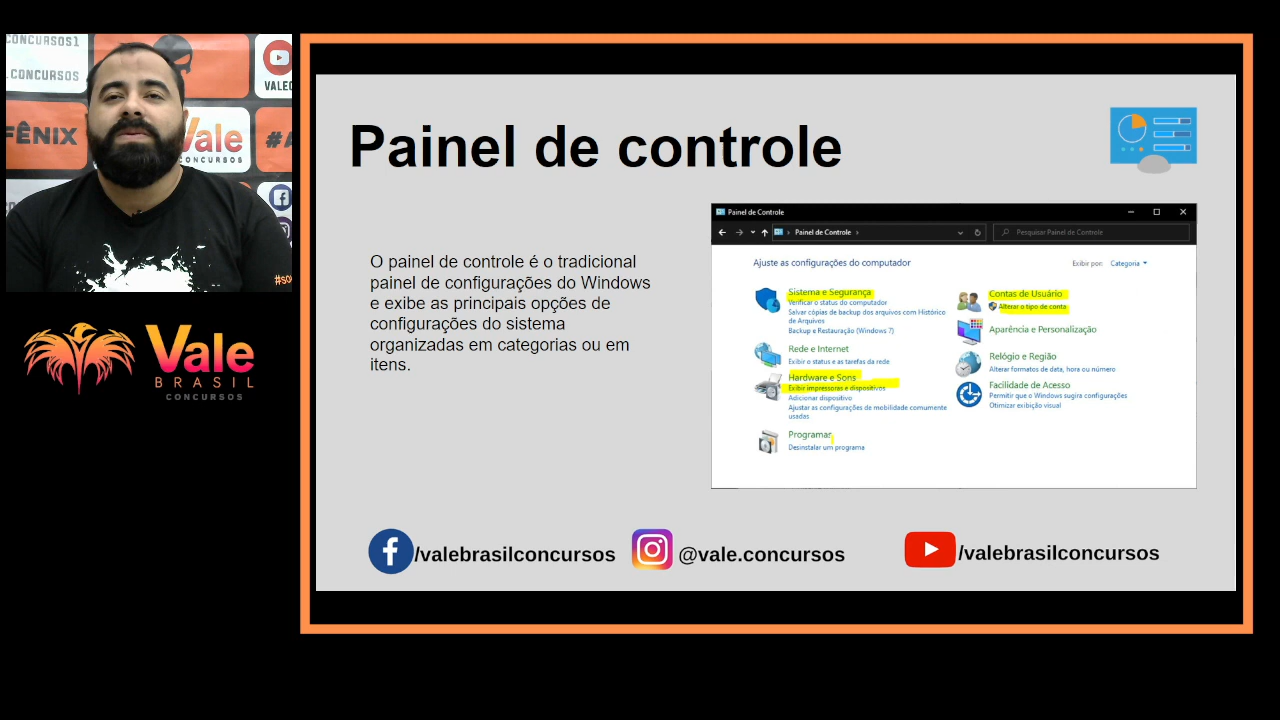 CONCURSOS1
.CONCURSOS
VALEC
FÊNIX
Vale
CONCURSOS
#A
Vale
BRASIL
CONCURSOS
Painel de controle
O painel de controle é o tradicional
painel de configurações do Windows
e exibe as principais opções de
configurações do sistema
organizadas em categorias ou em
itens.
Painel de Controle
Painel de Controle
Pesquisar Painel de Controle
Ajuste as configurações do computador
Exibir por: Categoria
Sistema e Segurança
Verificar o status do computador
Salvar cópias de backup dos arquivos com Histórico
de Arquivos
Backup e Restauração (Windows 7)
Rede e Internet
Exibir o status e as tarefas da rede
Hardware e Sons
Exibir impressoras e dispositivos
Adicionar dispositivo
Ajustar as configurações de mobilidade comumente
usadas
Programas
Desinstalar um programa
Contas de Usuário
Alterar o tipo de conta
Aparência e Personalização
Relógio e Região
Alterar formatos de data, hora ou número
Facilidade de Acesso
Permitir que o Windows sugira configurações
Otimizar exibição visual
/valebrasilconcursos
@vale.concursos
/valebrasilconcursos